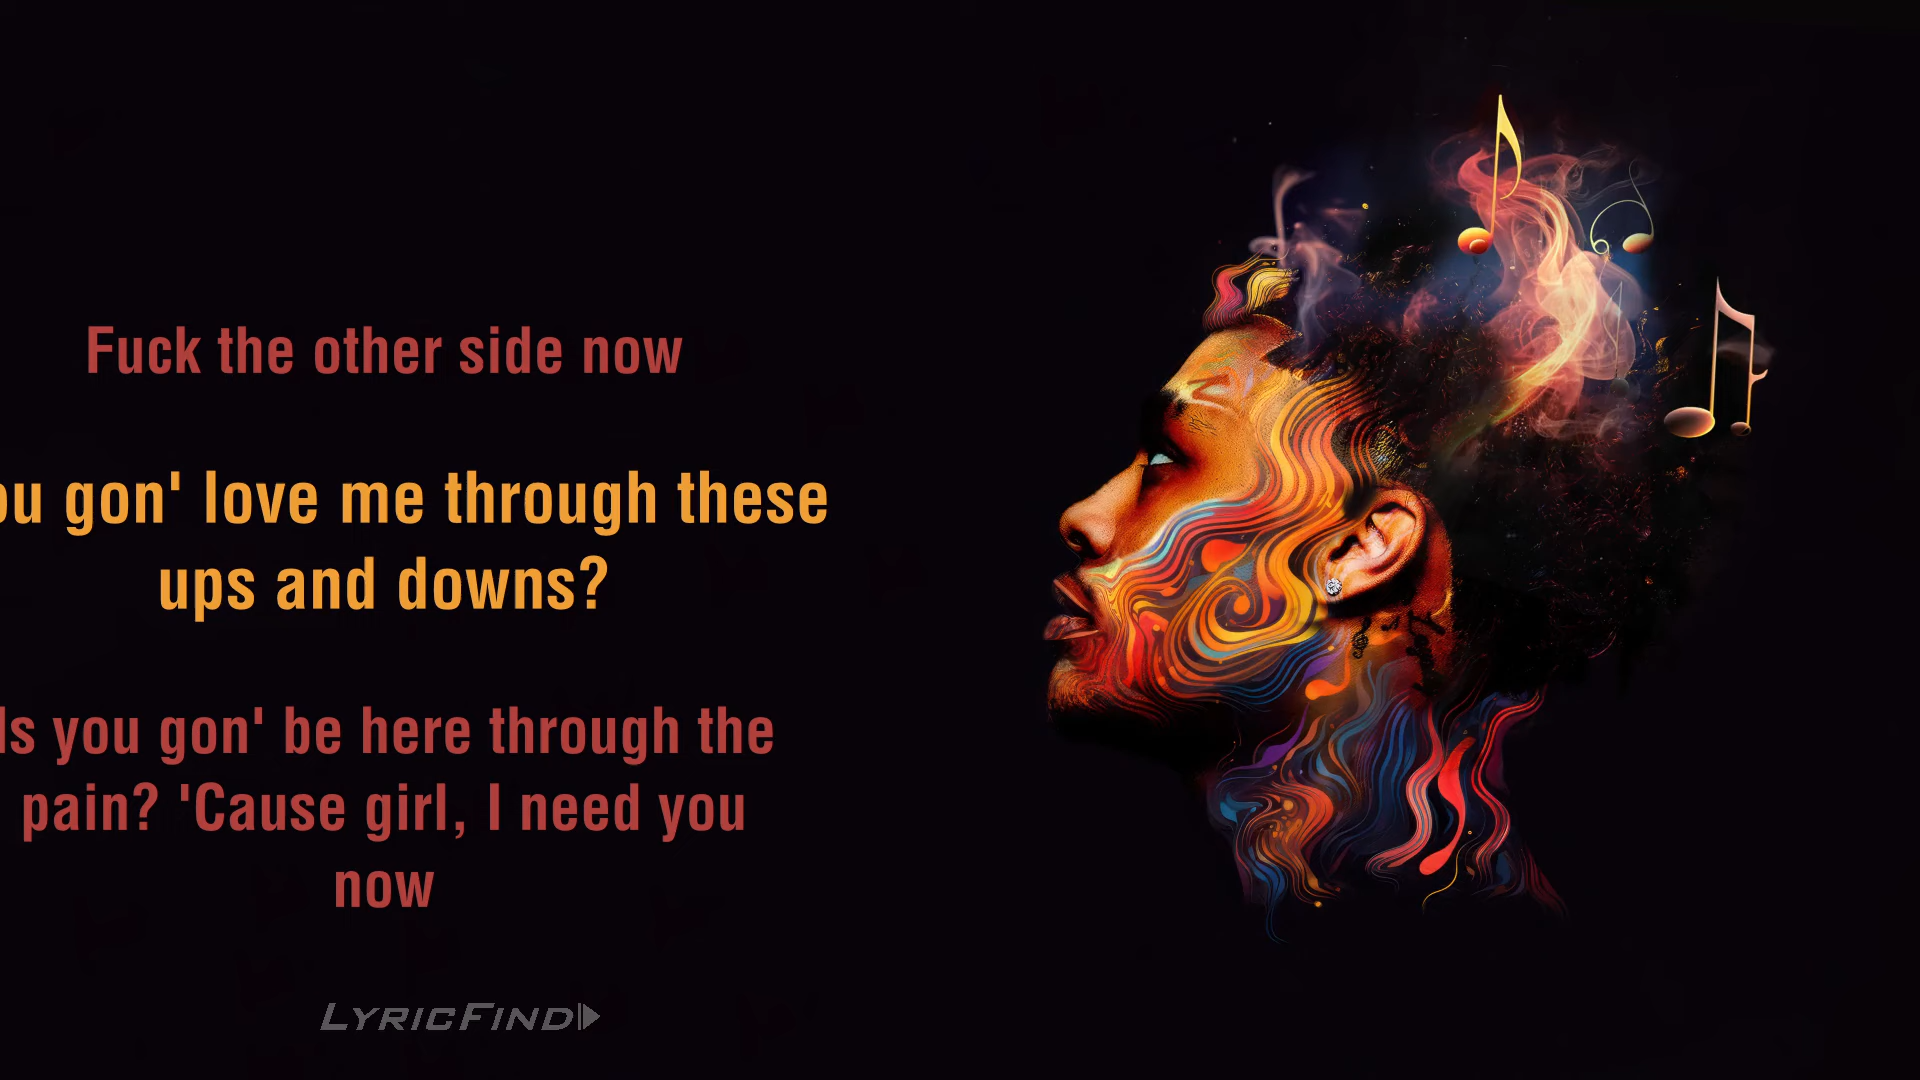 Fuck the other side now
ou gon' love me through these
ups and downs?
Is you gon' be here through the
pain? 'Cause girl, I need you
now
LYRICFIND